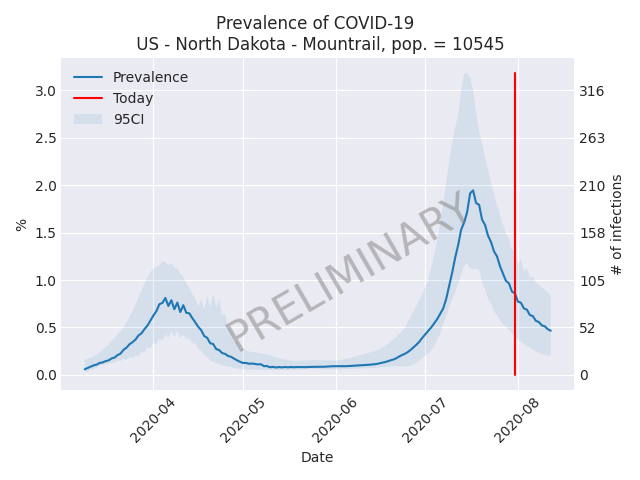 Prevalence of COVID-19
US - North Dakota - Mountrail, pop. = 10545
Prevalence
Today
95CI
PRELIMINARY
%
3.0
2.5
2.0
1.5
1.0
0.5
0.0
316
263
210
158
105
52
0
# of infections
2020-04
2020-05
2020-06
2020-07
2020-08
Date